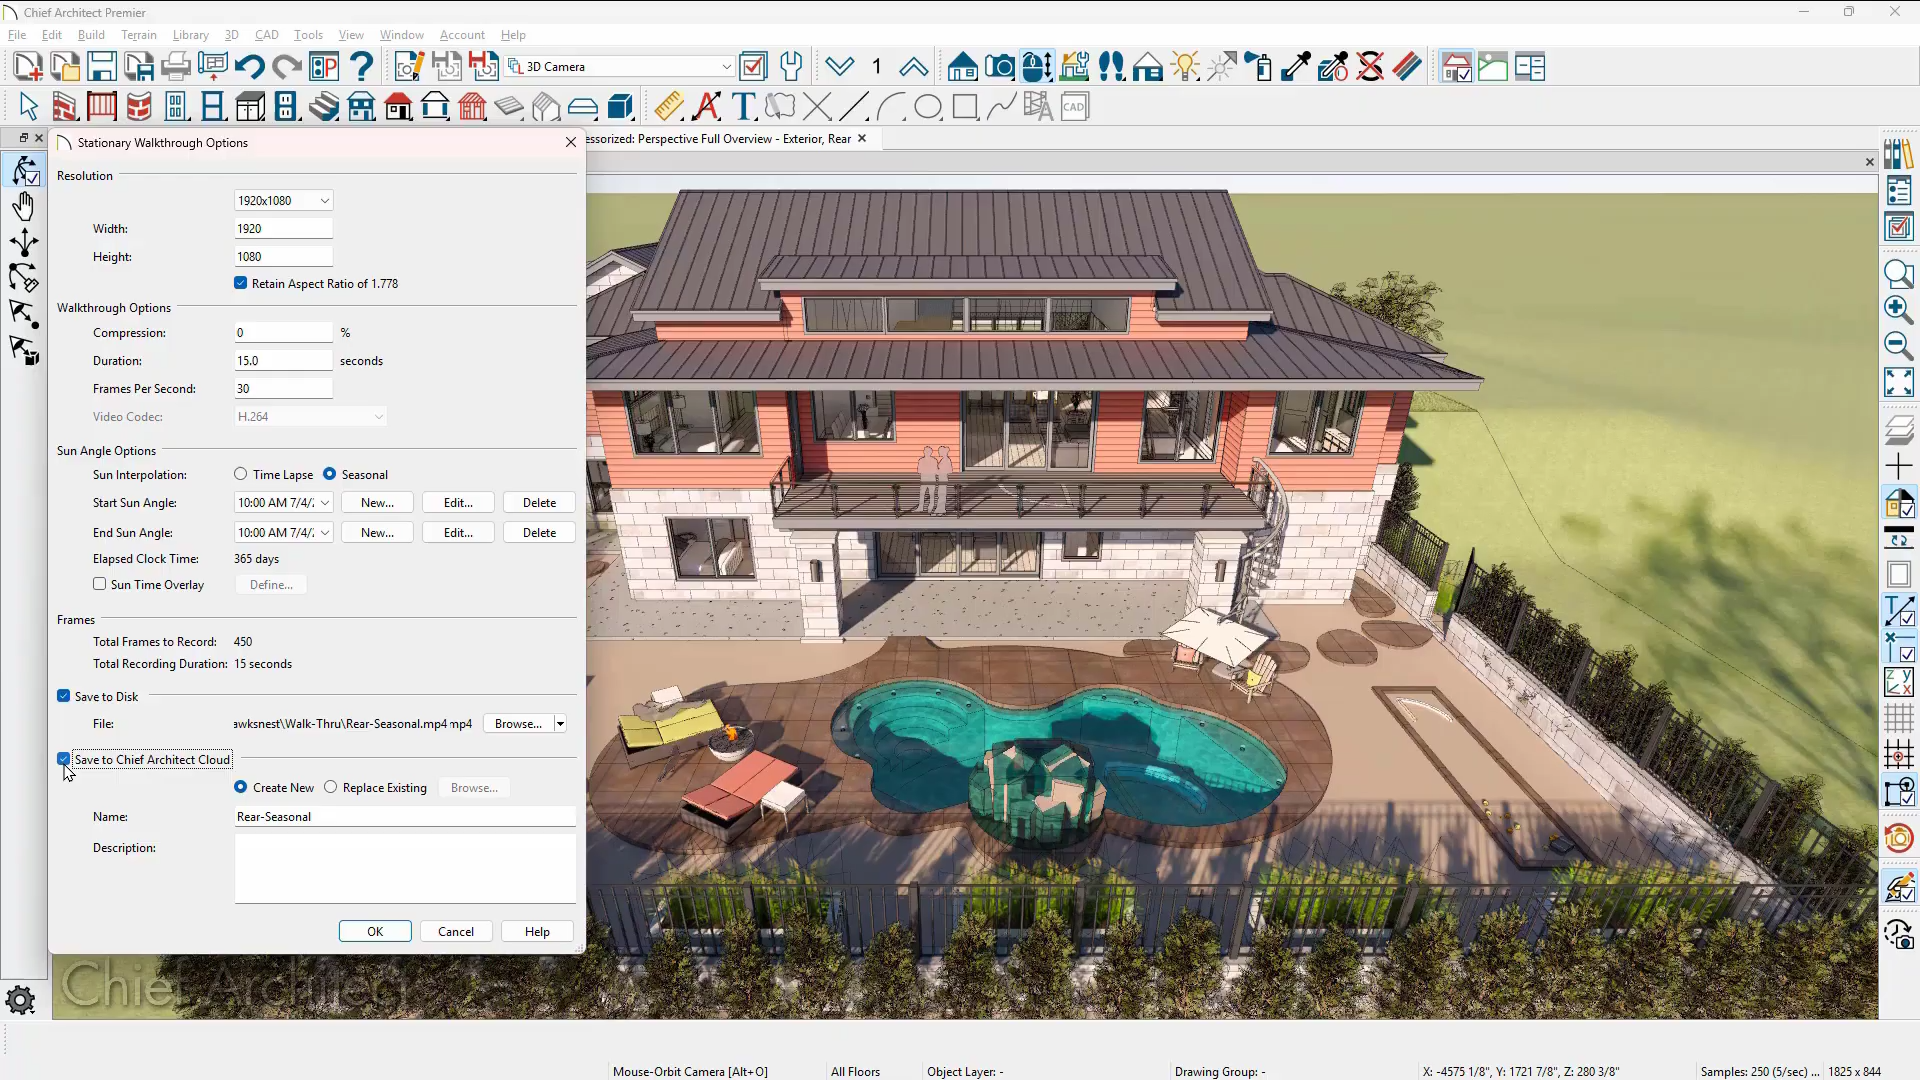 Chief Architect Premier
File Edit Build Terrain Library 3D CAD Tools View Window Account Help
3D Camera
1
CAD
Stationary Walkthrough Options
essorized: Perspective Full Overview - Exterior, Rear
Resolution
1920x1080
Width: 1920
Height: 1080
Retain Aspect Ratio of 1.778
Walkthrough Options
Compression: 0 %
Duration: 15.0 seconds
Frames Per Second: 30
Video Codec: H.264
Sun Angle Options
Sun Interpolation: Time Lapse Seasonal
Start Sun Angle: 10:00 AM 7/4/ New... Edit... Delete
End Sun Angle: 10:00 AM 7/4/ New... Edit... Delete
Elapsed Clock Time: 365 days
Sun Time Overlay Define...
Frames
Total Frames to Record: 450
Total Recording Duration: 15 seconds
Save to Disk
File: awksnest\Walk-Thru\Rear-Seasonal.mp4 mp4 Browse...
Save to Chief Architect Cloud
Create New Replace Existing Browse...
Name: Rear-Seasonal
Description:
OK Cancel Help
Chief Architect
Mouse-Orbit Camera [Alt+O] All Floors Object Layer: - Drawing Group: - X: -4575 1/8", Y: 1721 7/8", Z: 280 3/8" Samples: 250 (5/sec) ... 1825 x 844